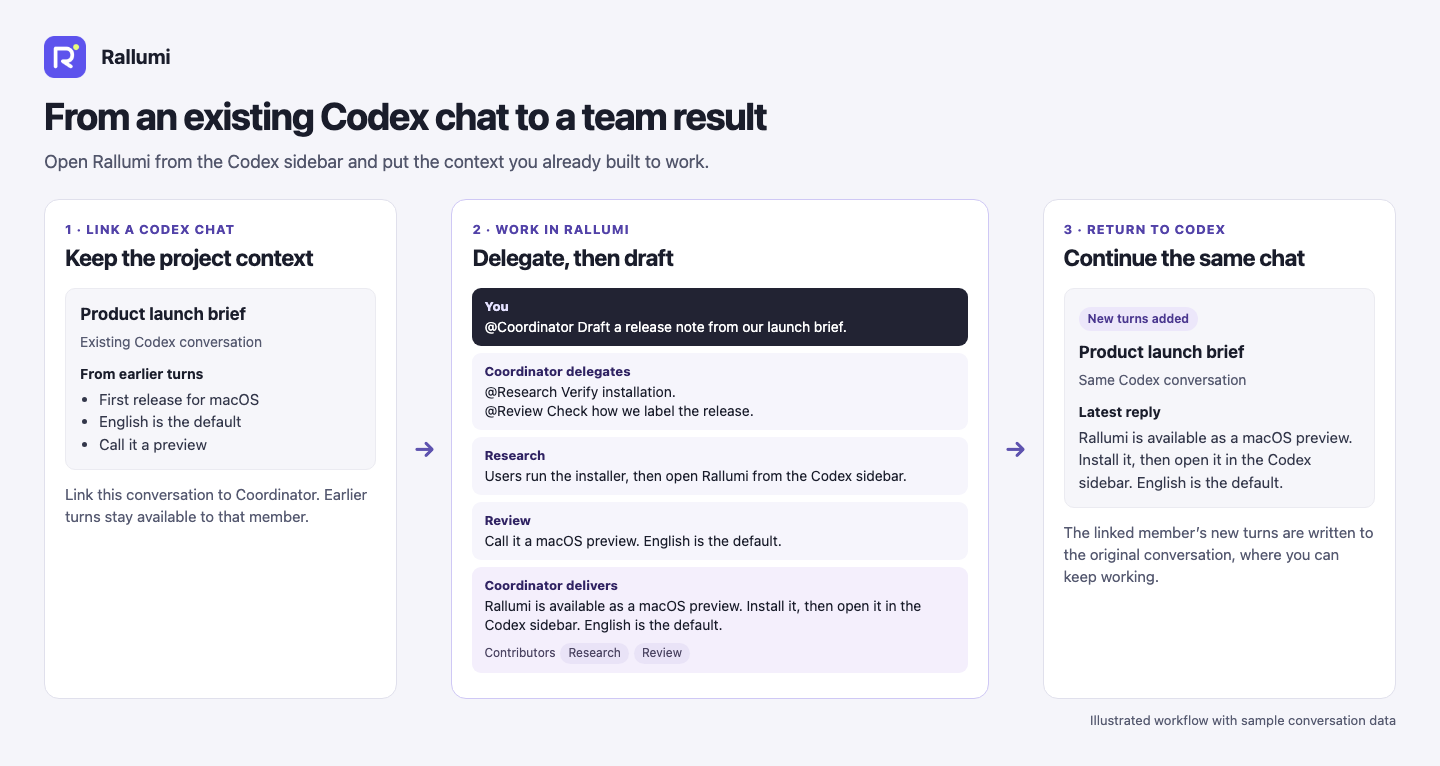 Rallumi
From an existing Codex chat to a team result
Open Rallumi from the Codex sidebar and put the context you already built to work.
1 · LINK A CODEX CHAT
Keep the project context
Product launch brief
Existing Codex conversation
From earlier turns
• First release for macOS
• English is the default
• Call it a preview
Link this conversation to Coordinator. Earlier
turns stay available to that member.
2 · WORK IN RALLUMI
Delegate, then draft
You
@Coordinator Draft a release note from our launch brief.
Coordinator delegates
@Research Verify installation.
@Review Check how we label the release.
Research
Users run the installer, then open Rallumi from the Codex sidebar.
Review
Call it a macOS preview. English is the default.
Coordinator delivers
Rallumi is available as a macOS preview. Install it, then open it in the
Codex sidebar. English is the default.
Contributors Research Review
3 · RETURN TO CODEX
Continue the same chat
New turns added
Product launch brief
Same Codex conversation
Latest reply
Rallumi is available as a macOS preview.
Install it, then open it in the Codex
sidebar. English is the default.
The linked member’s new turns are written to
the original conversation, where you can
keep working.
Illustrated workflow with sample conversation data